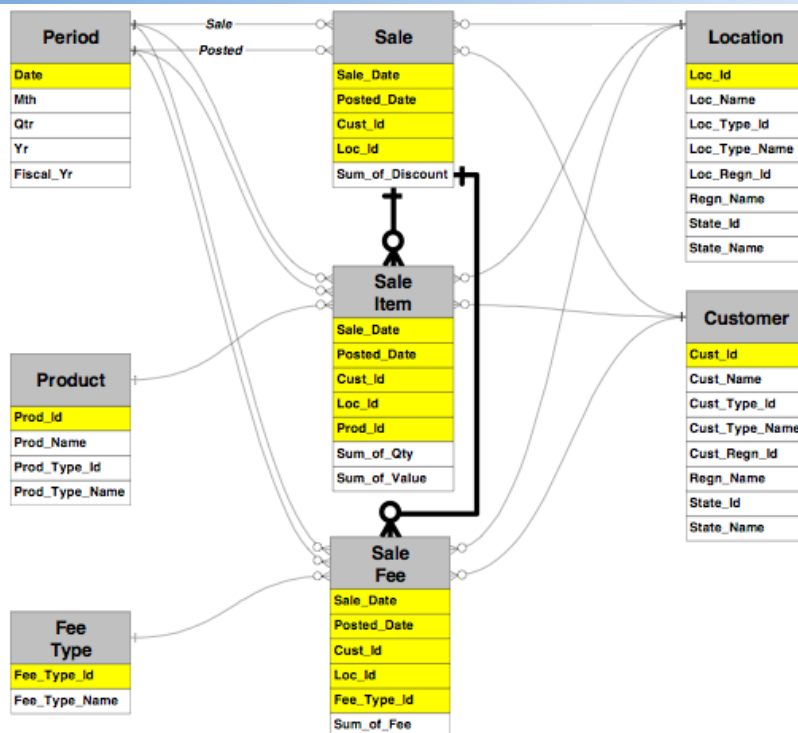 Period
Date
Mth
Qtr
Yr
Fiscal_Yr
Sale
Posted
Sale
Sale_Date
Posted_Date
Cust_Id
Loc_Id
Sum_of_Discount
Location
Loc_Id
Loc_Name
Loc_Type_Id
Loc_Type_Name
Loc_Regn_Id
Regn_Name
State_Id
State_Name
Sale
Item
Sale_Date
Posted_Date
Cust_Id
Loc_Id
Prod_Id
Sum_of_Qty
Sum_of_Value
Customer
Cust_Id
Cust_Name
Cust_Type_Id
Cust_Type_Name
Cust_Regn_Id
Regn_Name
State_Id
State_Name
Product
Prod_Id
Prod_Name
Prod_Type_Id
Prod_Type_Name
Sale
Fee
Sale_Date
Posted_Date
Cust_Id
Loc_Id
Fee_Type_Id
Sum_of_Fee
Fee
Type
Fee_Type_Id
Fee_Type_Name